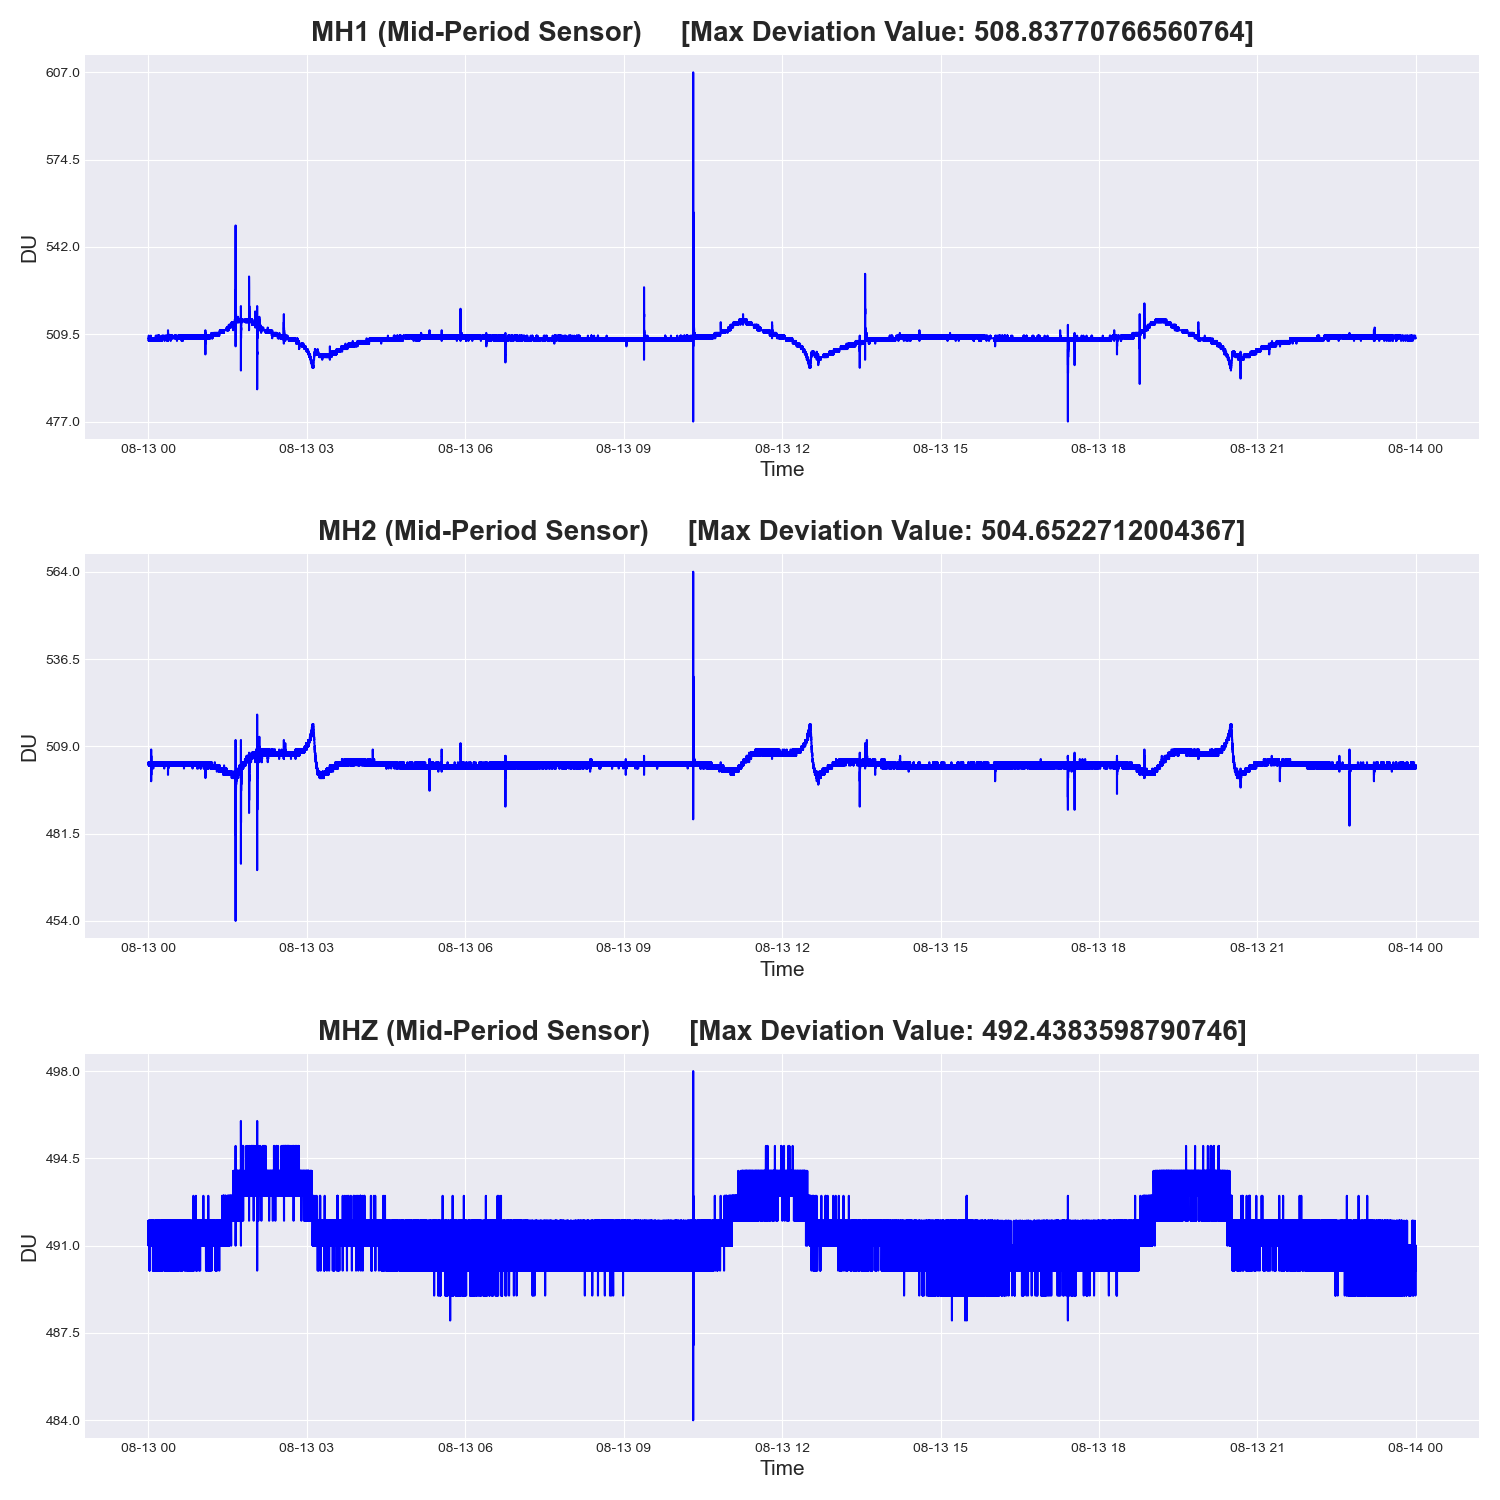 MH1 (Mid-Period Sensor) [Max Deviation Value: 508.83770766560764]
607.0
574.5
542.0
509.5
477.0
DU
08-13 00 08-13 03 08-13 06 08-13 09 08-13 12 08-13 15 08-13 18 08-13 21 08-14 00
Time
MH2 (Mid-Period Sensor) [Max Deviation Value: 504.6522712004367]
564.0
536.5
509.0
481.5
454.0
DU
08-13 00 08-13 03 08-13 06 08-13 09 08-13 12 08-13 15 08-13 18 08-13 21 08-14 00
Time
MHZ (Mid-Period Sensor) [Max Deviation Value: 492.4383598790746]
498.0
494.5
491.0
487.5
484.0
DU
08-13 00 08-13 03 08-13 06 08-13 09 08-13 12 08-13 15 08-13 18 08-13 21 08-14 00
Time